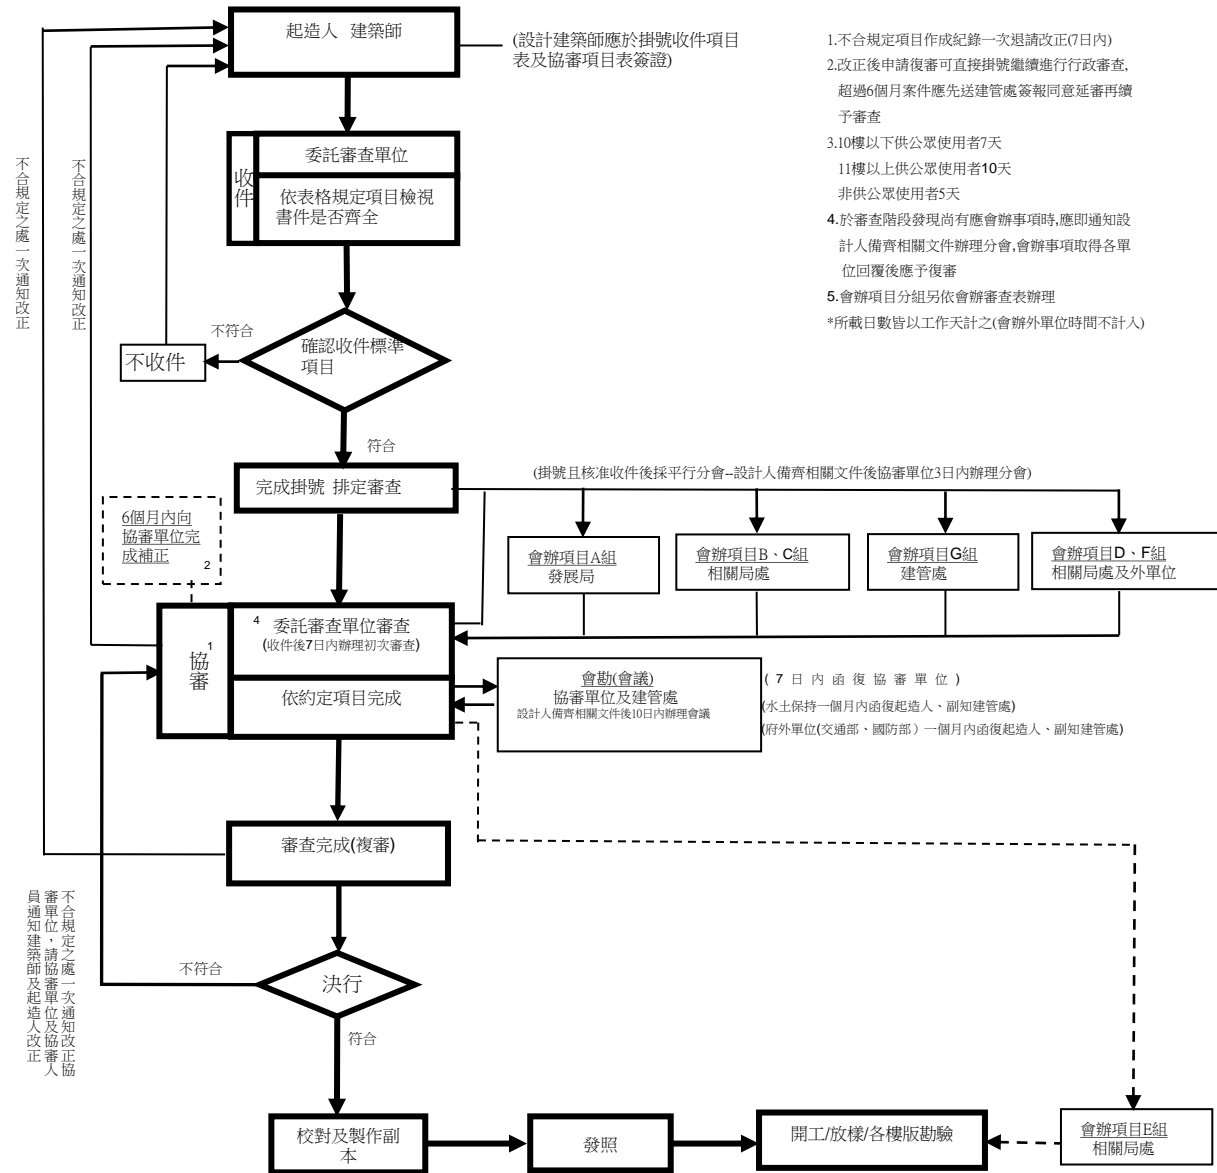 起造人 建築師
(設計建築師應於掛號收件項目
表及協審項目表簽證)
1.不合規定項目作成紀錄一次退請改正(7日內)
2.改正後申請復審可直接掛號繼續進行行政審查,
超過6個月案件應先送建管處簽報同意延審再續
予審查
3.10樓以下供公眾使用者7天
11樓以上供公眾使用者10天
非供公眾使用者5天
4.於審查階段發現尚有應會辦事項時,應即通知設
計人備齊相關文件辦理分會,會辦事項取得各單
位回覆後應予復審
5.會辦項目分組另依會辦審查表辦理
*所載日數皆以工作天計之(會辦外單位時間不計入)
收件
委託審查單位
依表格規定項目檢視
書件是否齊全
不合規定之處一次通知改正
不合規定之處一次通知改正
不符合
不收件
確認收件標準
項目
符合
完成掛號 排定審查
(掛號且核准收件後採平行分會--設計人備齊相關文件後協審單位3日內辦理分會)
6個月內向
協審單位完
成補正
2
會辦項目A組
發展局
會辦項目B、C組
相關局處
會辦項目G組
建管處
會辦項目D、F組
相關局處及外單位
協審
1
4
委託審查單位審查
(收件後7日內辦理初次審查)
依約定項目完成
會勘(會議)
協審單位及建管處
設計人備齊相關文件後10日內辦理會議
(7日內函復協審單位)
(水土保持一個月內函復起造人、副知建管處)
(府外單位(交通部、國防部）一個月內函復起造人、副知建管處)
審查完成(複審)
不合規定之處一次通知改正協
審單位，請協審單位及協審人
員通知建築師及起造人改正
不符合
決行
符合
校對及製作副
本
發照
開工/放樣/各樓版勘驗
會辦項目E組
相關局處